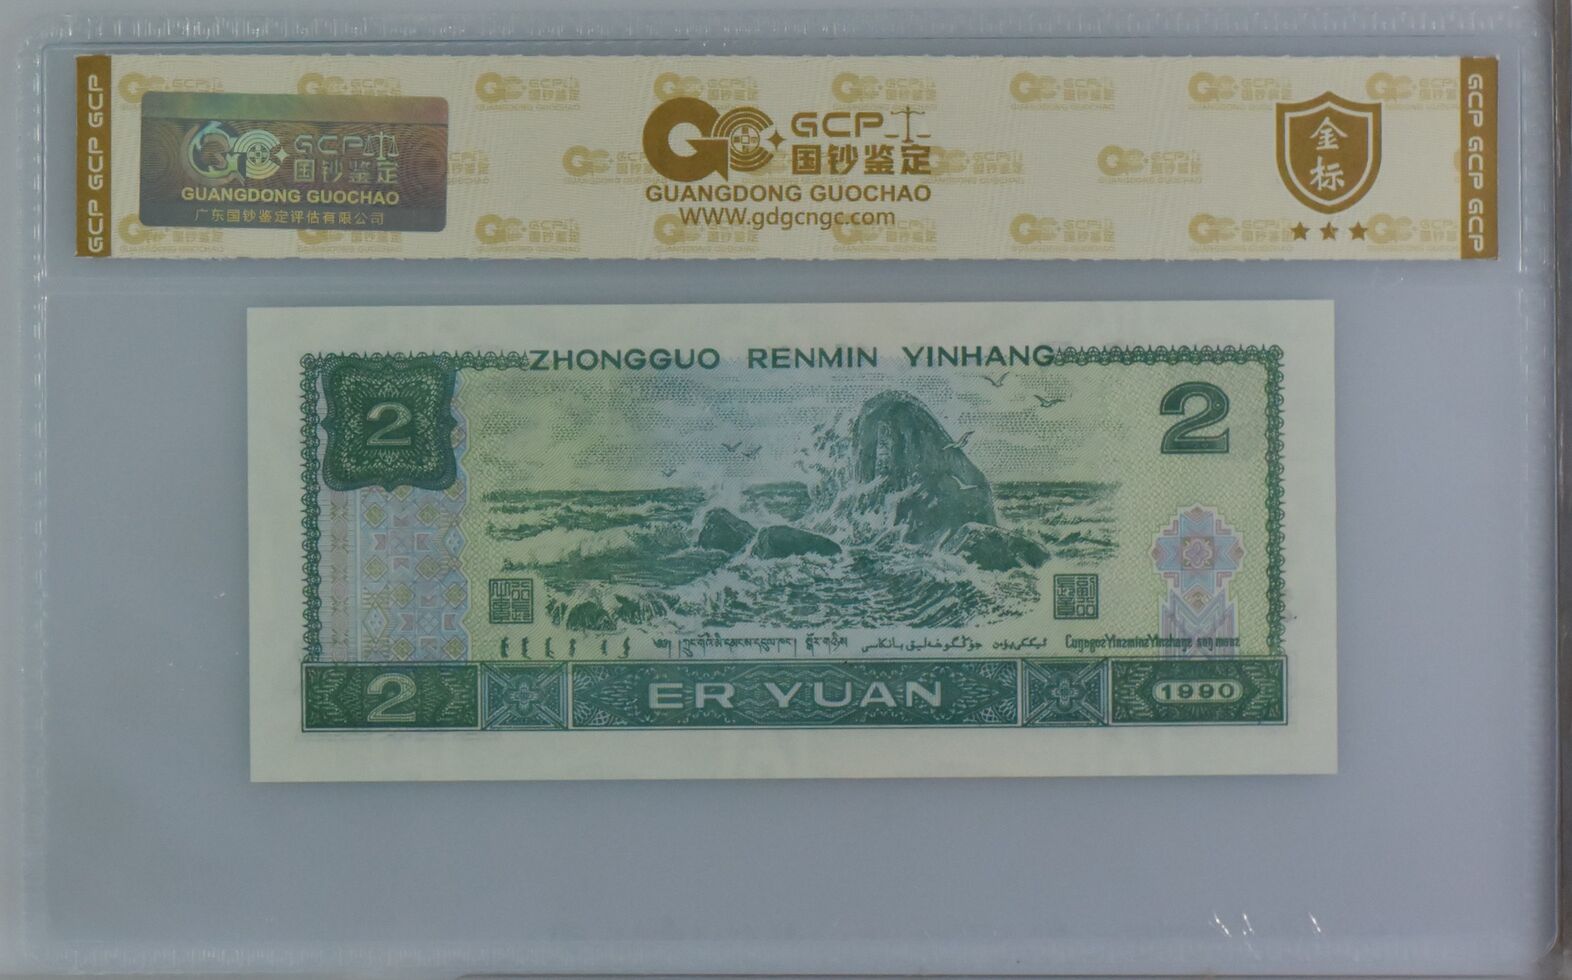 GCP GCP GCP
GCP
国钞鉴定
GUANGDONG GUOCHAO
广东国钞鉴定评估有限公司
GCP
国钞鉴定
GUANGDONG GUOCHAO
WWW.gdgcngc.com
金
标
GCP GCP GCP
ZHONGGUO RENMIN YINHANG
2
2
2
ER YUAN
1990